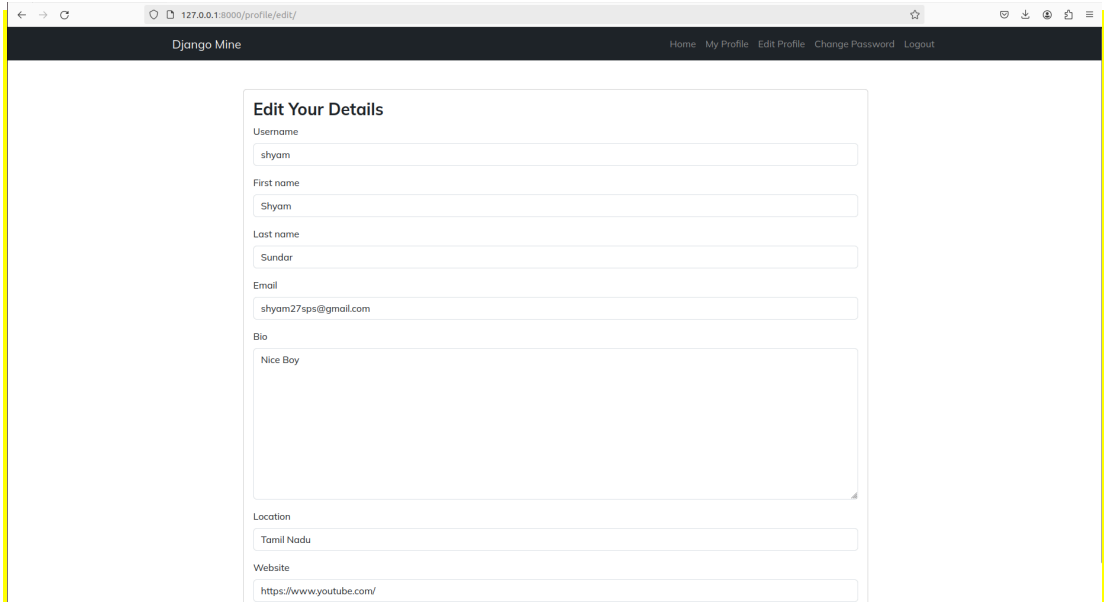 127.0.0.1:8000/profile/edit/
Django Mine Home My Profile Edit Profile Change Password Logout
Edit Your Details
Username
shyam
First name
Shyam
Last name
Sundar
Email
shyam27sps@gmail.com
Bio
Nice Boy
Location
Tamil Nadu
Website
https://www.youtube.com/